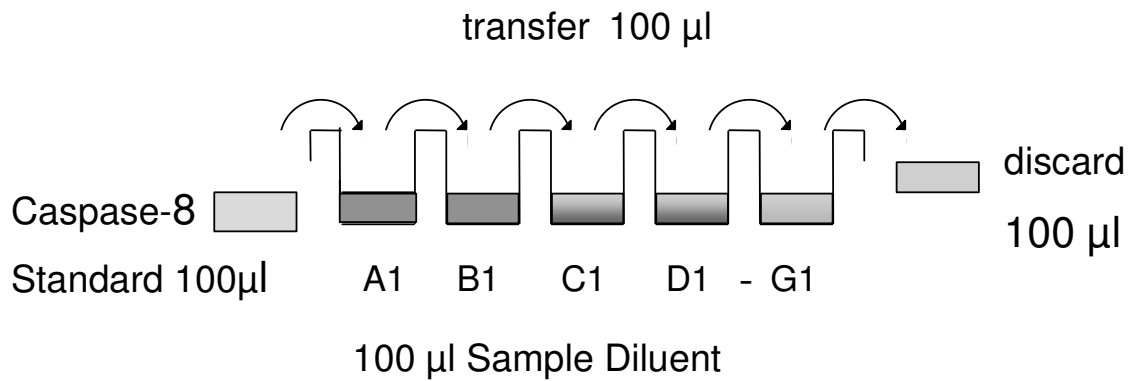 transfer 100 µl
Caspase-8
Standard 100µl
A1 B1 C1 D1 - G1
discard
100 µl
100 µl Sample Diluent